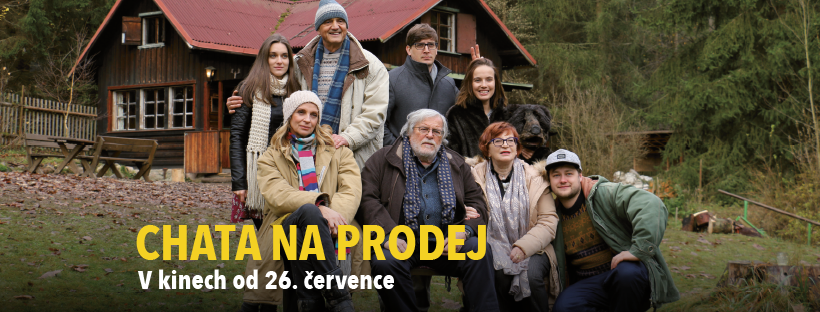 CHATA NA PRODEJ
V kinech od 26. července